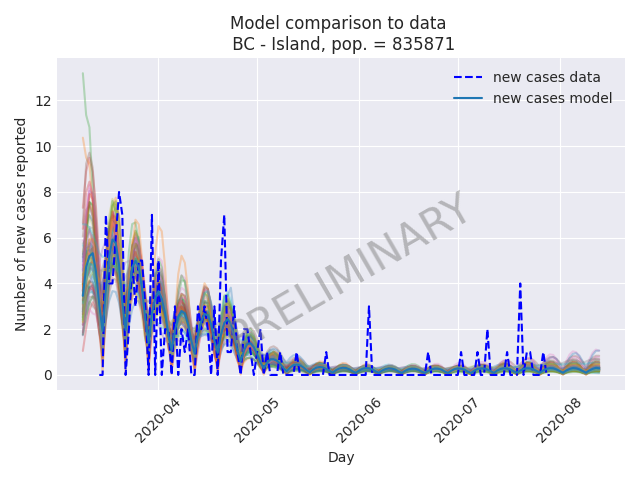 Model comparison to data
BC - Island, pop. = 835871
new cases data
new cases model
Number of new cases reported
12
10
8
6
4
2
0
PRELIMINARY
2020-04
2020-05
2020-06
2020-07
2020-08
Day